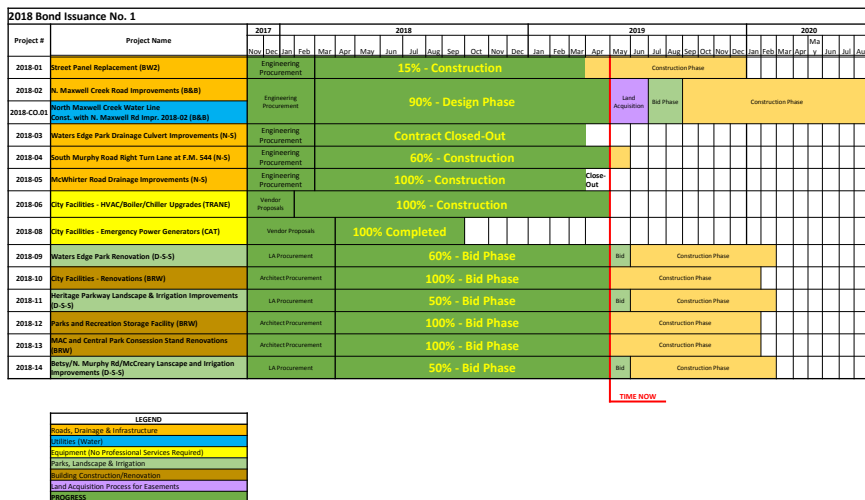 2018 Bond Issuance No. 1
Project # Project Name 2017 2018 2019 2020
Nov Dec Jan Feb Mar Apr May Jun Jul Aug Sep Oct Nov Dec Jan Feb Mar Apr May Jun Jul Aug Sep Oct Nov Dec Jan Feb Mar Apr Ma
y Jun Jul Au
2018-01 Street Panel Replacement (BW2) Engineering
Procurement 15% - Construction Construction Phase
2018-02 N. Maxwell Creek Road Improvements (B&B) Engineering
Procurement 90% - Design Phase Land
Acquisition Bid Phase Construction Phase
2018-CO.01 North Maxwell Creek Water Line
Const. with N. Maxwell Rd Impr. 2018-02 (B&B)
2018-03 Waters Edge Park Drainage Culvert Improvements (N-S) Engineering
Procurement Contract Closed-Out
2018-04 South Murphy Road Right Turn Lane at F.M. 544 (N-S) Engineering
Procurement 60% - Construction
2018-05 McWhirter Road Drainage Improvements (N-S) Engineering
Procurement 100% - Construction Close-
Out
2018-06 City Facilities - HVAC/Boiler/Chiller Upgrades (TRANE) Vendor
Proposals 100% - Construction
2018-08 City Facilities - Emergency Power Generators (CAT) Vendor Proposals 100% Completed
2018-09 Waters Edge Park Renovation (D-S-S) LA Procurement 60% - Bid Phase Bid Construction Phase
2018-10 City Facilities - Renovations (BRW) Architect Procurement 100% - Bid Phase Construction Phase
2018-11 Heritage Parkway Landscape & Irrigation Improvements
(D-S-S) LA Procurement 50% - Bid Phase Bid Construction Phase
2018-12 Parks and Recreation Storage Facility (BRW) Architect Procurement 100% - Bid Phase Construction Phase
2018-13 MAC and Central Park Consession Stand Renovations
(BRW) Architect Procurement 100% - Bid Phase Construction Phase
2018-14 Betsy/N. Murphy Rd/McCreary Lanscape and Irrigation
Improvements (D-S-S) LA Procurement 50% - Bid Phase Bid Construction Phase
TIME NOW
LEGEND
Roads, Drainage & Infrastructure
Utilities (Water)
Equipment (No Professional Services Required)
Parks, Landscape & Irrigation
Building Construction/Renovation
Land Acquisition Process for Easements
PROGRESS